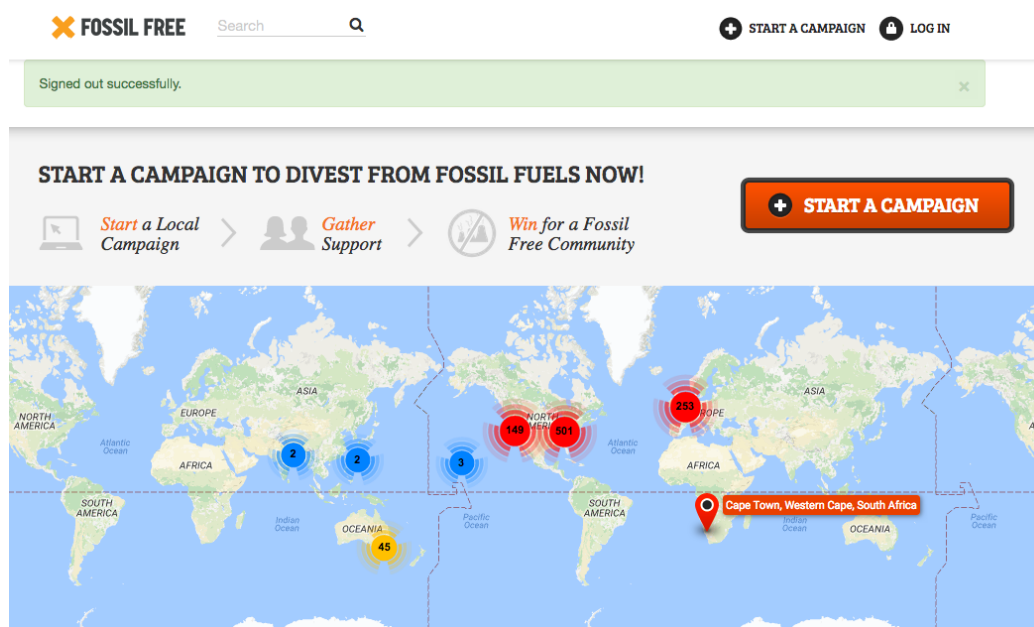 FOSSIL FREE
Search
START A CAMPAIGN
LOG IN
Signed out successfully.
×
START A CAMPAIGN TO DIVEST FROM FOSSIL FUELS NOW!
Start a Local
Campaign
Gather
Support
Win for a Fossil
Free Community
START A CAMPAIGN
ASIA
ASIA
NORTH
AMERICA
EUROPE
Atlantic
Ocean
AFRICA
2
2
3
149
NORTH
501
253
Atlantic
Ocean
AFRICA
SOUTH
AMERICA
Indian
Ocean
OCEANIA
45
Pacific
Ocean
SOUTH
AMERICA
Cape Town, Western Cape, South Africa
Indian
Ocean
OCEANIA
Pacific
Ocean